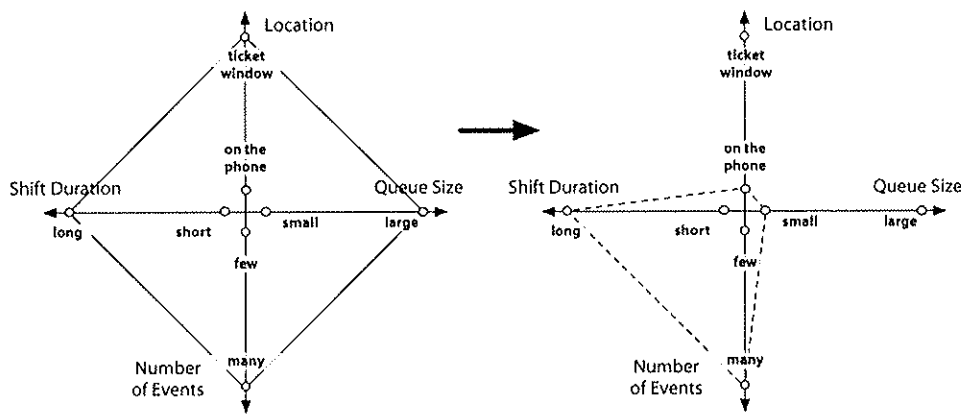 Location
ticket
window
on the
phone
Shift Duration
Queue Size
long
short
small
large
few
many
Number
of Events
Location
ticket
window
on the
phone
Shift Duration
Queue Size
long
short
small
large
few
many
Number
of Events